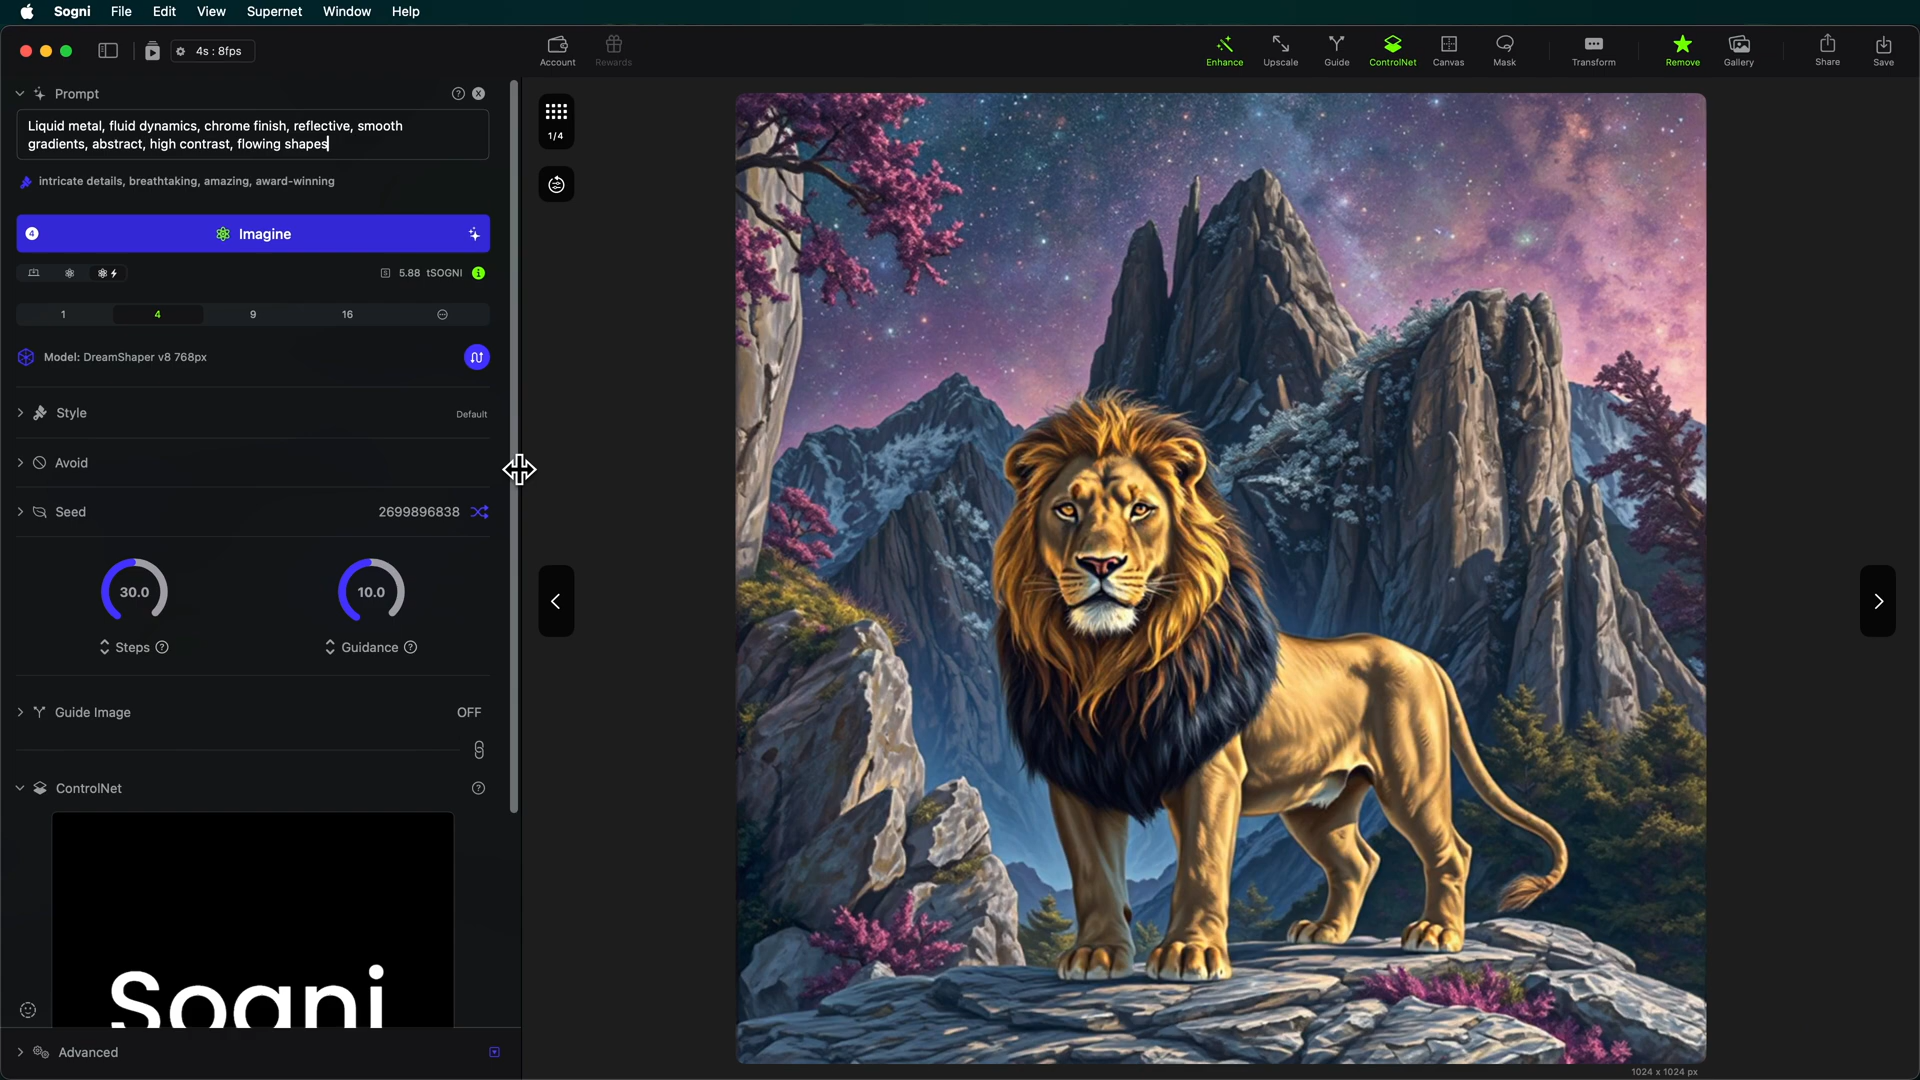 Sogni File Edit View Supernet Window Help
4s : 8fps
Account
Rewards
Enhance
Upscale
Guide
ControlNet
Canvas
Mask
Transform
Remove
Gallery
Share
Save
Prompt
Liquid metal, fluid dynamics, chrome finish, reflective, smooth
gradients, abstract, high contrast, flowing shapes
intricate details, breathtaking, amazing, award-winning
4 Imagine
5.88 tSOGNI
1 4 9 16
Model: DreamShaper v8 768px
Style Default
Avoid
Seed 2699896838
30.0 10.0
Steps Guidance
Guide Image OFF
ControlNet
Sogni
Advanced
1/4
1024 x 1024 px